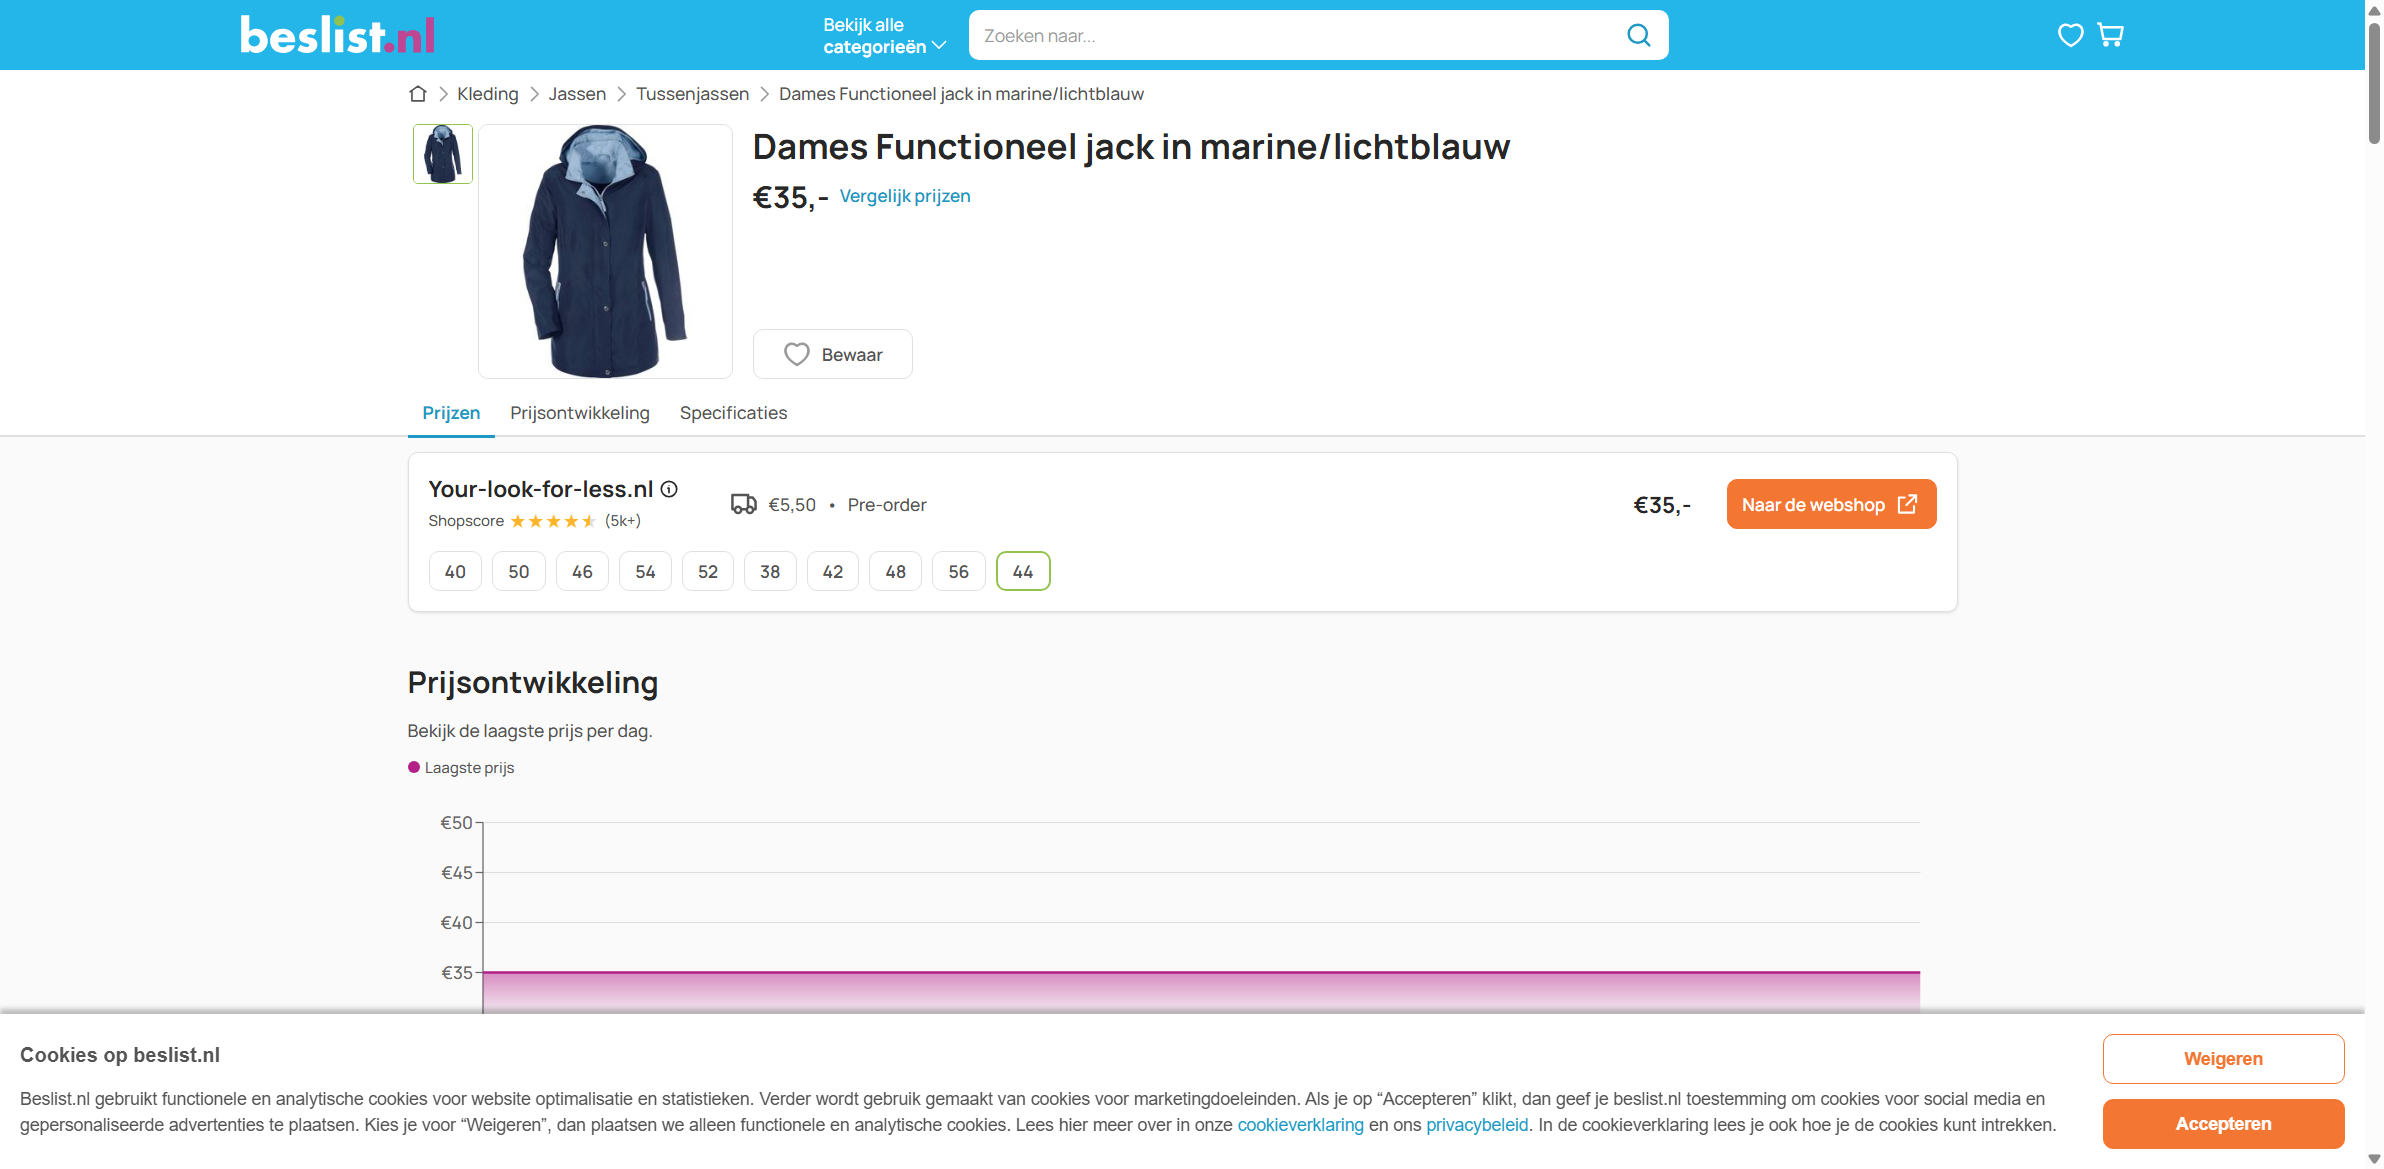 beslist.nl
Bekijk alle
categorieën
Zoeken naar...
Kleding
Jassen
Tussenjassen
Dames Functioneel jack in marine/lichtblauw
Dames Functioneel jack in marine/lichtblauw
€35,- Vergelijk prijzen
Bewaar
Prijzen
Prijsontwikkeling
Specificaties
Your-look-for-less.nl
Shopscore (5k+)
€5,50 • Pre-order
€35,-
Naar de webshop
40 50 46 54 52 38 42 48 56 44
Prijsontwikkeling
Bekijk de laagste prijs per dag.
Laagste prijs
€50
€45
€40
€35
Cookies op beslist.nl
Beslist.nl gebruikt functionele en analytische cookies voor website optimalisatie en statistieken. Verder wordt gebruik gemaakt van cookies voor marketingdoeleinden. Als je op “Accepteren” klikt, dan geef je beslist.nl toestemming om cookies voor social media en
gepersonaliseerde advertenties te plaatsen. Kies je voor “Weigeren”, dan plaatsen we alleen functionele en analytische cookies. Lees hier meer over in onze cookieverklaring en ons privacybeleid. In de cookieverklaring lees je ook hoe je de cookies kunt intrekken.
Weigeren
Accepteren